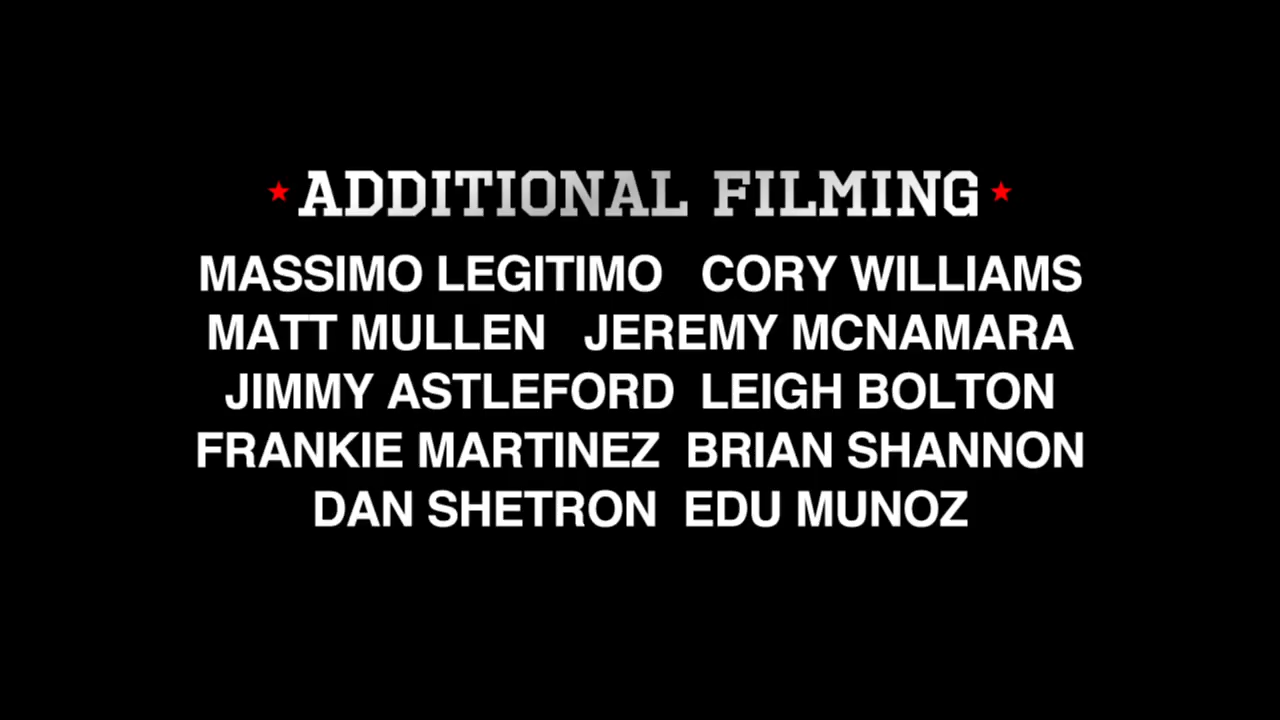 ADDITIONAL FILMING
MASSIMO LEGITIMO CORY WILLIAMS
MATT MULLEN JEREMY MCNAMARA
JIMMY ASTLEFORD LEIGH BOLTON
FRANKIE MARTINEZ BRIAN SHANNON
DAN SHETRON EDU MUNOZ